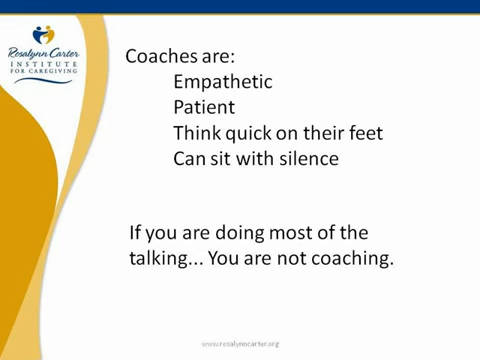 Rosalynn Carter
INSTITUTE
FOR CAREGIVING
Coaches are:
Empathetic
Patient
Think quick on their feet
Can sit with silence
If you are doing most of the
talking... You are not coaching.
www.rosalynncarter.org